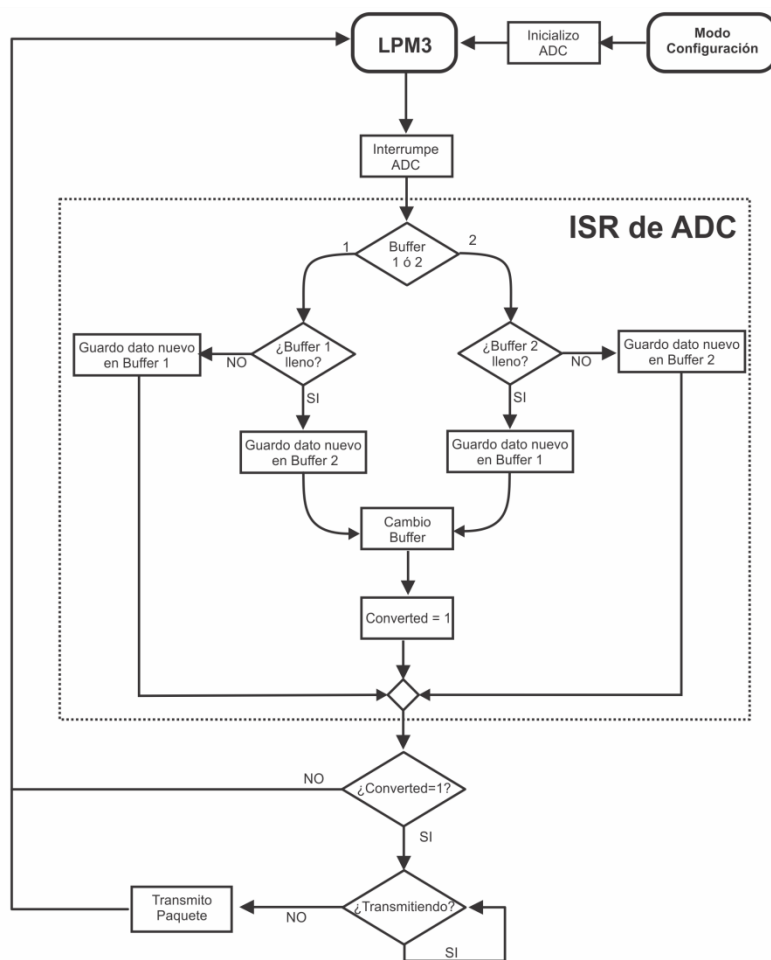 LPM3
Inicializo
ADC
Modo
Configuración
Interrumpe
ADC
ISR de ADC
1
Buffer
1 ó 2
2
Guardo dato nuevo
en Buffer 1
NO
¿Buffer 1
lleno?
SI
¿Buffer 2
lleno?
NO
SI
Guardo dato nuevo
en Buffer 2
Guardo dato nuevo
en Buffer 2
Guardo dato nuevo
en Buffer 1
Cambio
Buffer
Converted = 1
NO
¿Converted=1?
SI
Transmito
Paquete
NO
¿Transmitiendo?
SI